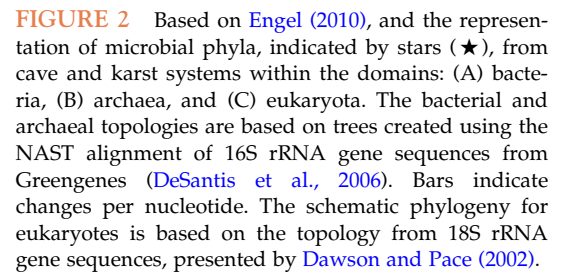 FIGURE 2 Based on Engel (2010), and the represen-
tation of microbial phyla, indicated by stars (★), from
cave and karst systems within the domains: (A) bacte-
ria, (B) archaea, and (C) eukaryota. The bacterial and
archaeal topologies are based on trees created using the
NAST alignment of 16S rRNA gene sequences from
Greengenes (DeSantis et al., 2006). Bars indicate
changes per nucleotide. The schematic phylogeny for
eukaryotes is based on the topology from 18S rRNA
gene sequences, presented by Dawson and Pace (2002).